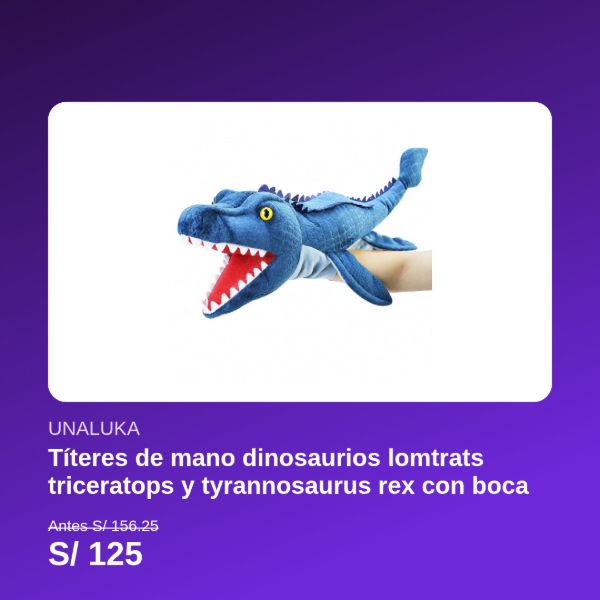 UNALUKA
Títeres de mano dinosaurios lomtrats
triceratops y tyrannosaurus rex con boca
Antes S/ 156.25
S/ 125